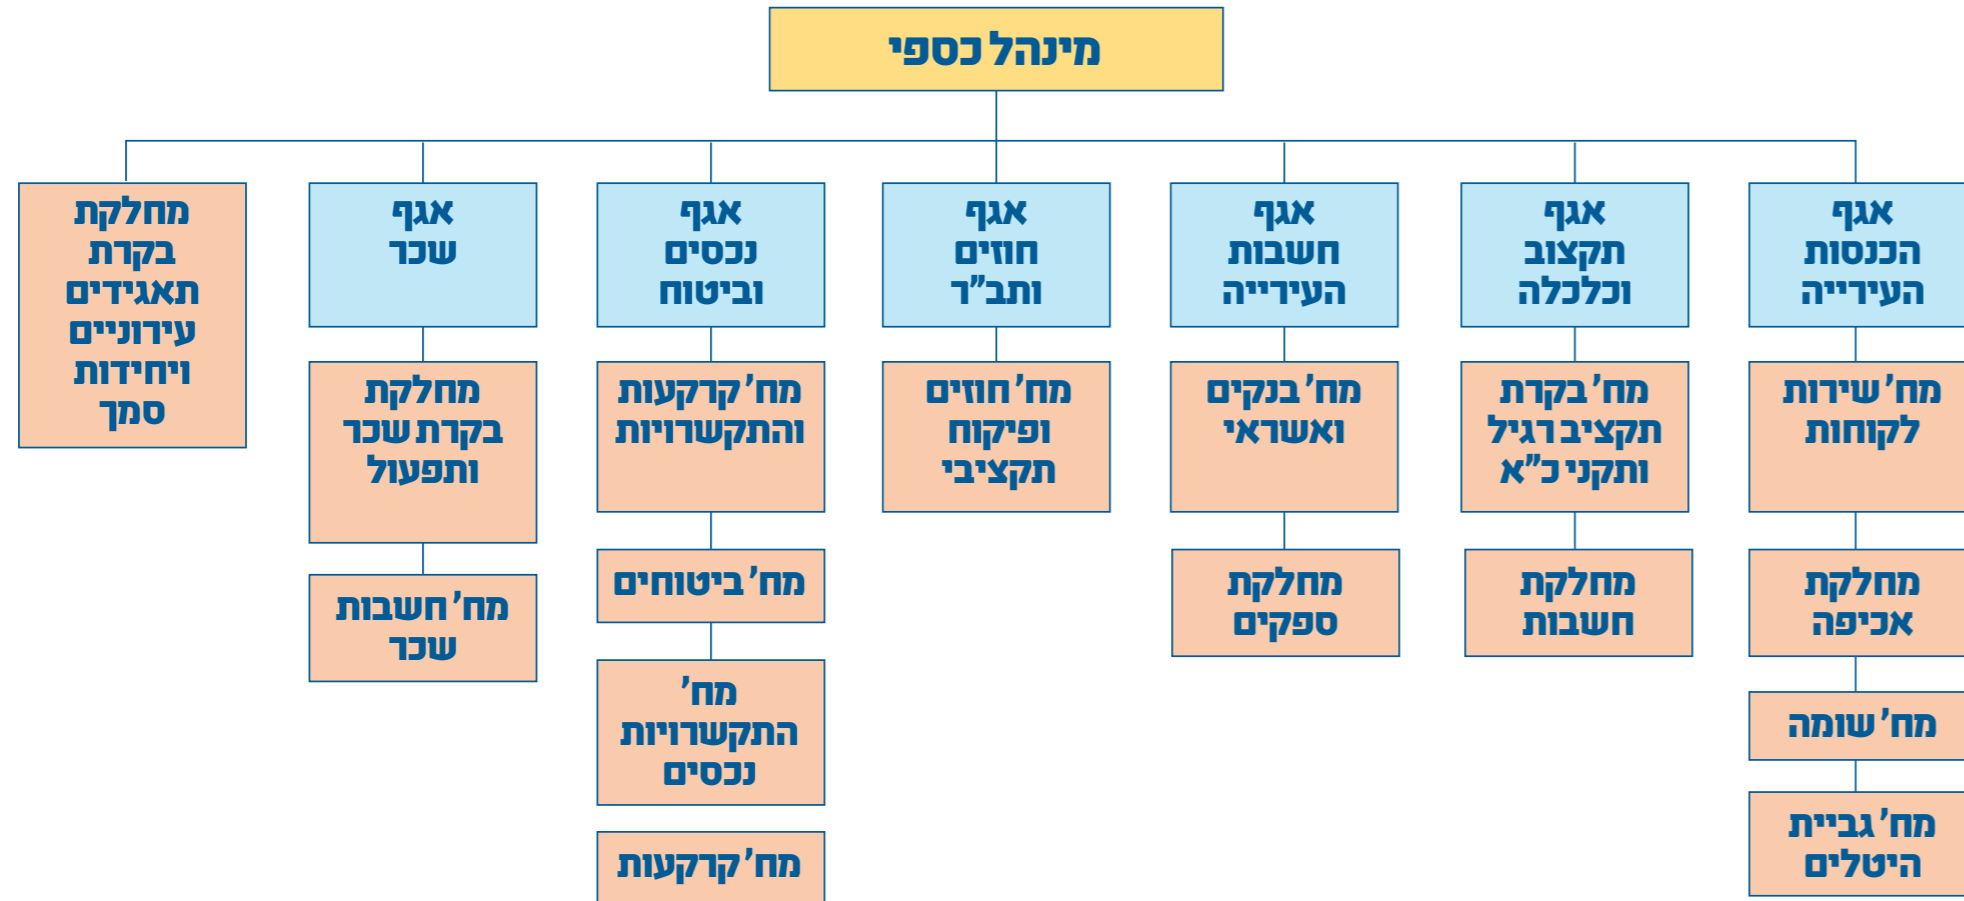 מינהל כספי
אגף
הכנסות
העירייה
אגף
תקצוב
וכלכלה
אגף
חשבות
העירייה
אגף
חוזים
ותב"ר
אגף
נכסים
וביטוח
אגף
שכר
מחלקת
בקרת
תאגידים
עירוניים
ויחידות
סמך
מח' שירות
לקוחות
מח' בקרת
תקציב רגיל
ותקני כ"א
מח' בנקים
ואשראי
מח' חוזים
ופיקוח
תקציבי
מח' קרקעות
והתקשרויות
מחלקת
בקרת שכר
ותפעול
מחלקת
אכיפה
מחלקת
חשבות
מחלקת
ספקים
מח' ביטוחים
מח' חשבות
שכר
מח' שומה
מח'
התקשרויות
נכסים
מח' גביית
היטלים
מח' קרקעות